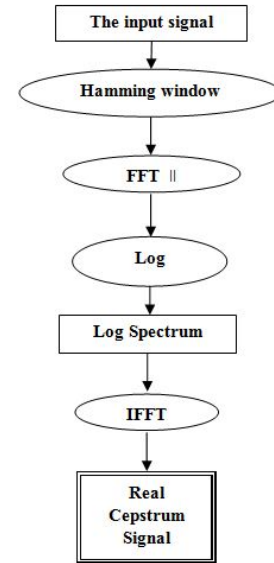 The input signal
Hamming window
FFT ||
Log
Log Spectrum
IFFT
Real
Cepstrum
Signal